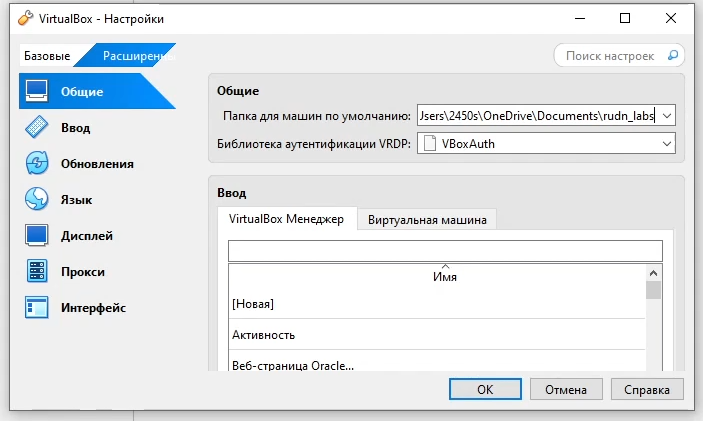 VirtualBox - Настройки
Базовые Расширенны
Поиск настроек
Общие
Ввод
Обновления
Язык
Дисплей
Прокси
Интерфейс
Общие
Папка для машин по умолчанию: Jsers\2450s\OneDrive\Documents\rudn_labs
Библиотека аутентификации VRDP: VBoxAuth
Ввод
VirtualBox Менеджер Виртуальная машина
Имя
[Новая]
Активность
Веб-страница Oracle...
OK Отмена Справка